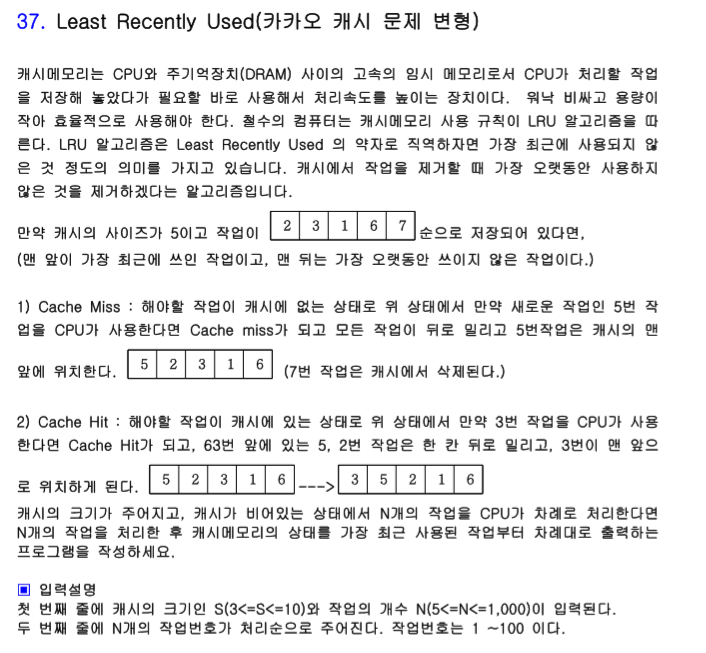 37. Least Recently Used(카카오 캐시 문제 변형)
캐시메모리는 CPU와 주기억장치(DRAM) 사이의 고속의 임시 메모리로서 CPU가 처리할 작업
을 저장해 놓았다가 필요할 바로 사용해서 처리속도를 높이는 장치이다. 워낙 비싸고 용량이
작아 효율적으로 사용해야 한다. 철수의 컴퓨터는 캐시메모리 사용 규칙이 LRU 알고리즘을 따
른다. LRU 알고리즘은 Least Recently Used 의 약자로 직역하자면 가장 최근에 사용되지 않
은 것 정도의 의미를 가지고 있습니다. 캐시에서 작업을 제거할 때 가장 오랫동안 사용하지
않은 것을 제거하겠다는 알고리즘입니다.
만약 캐시의 사이즈가 5이고 작업이 2 3 1 6 7 순으로 저장되어 있다면,
(맨 앞이 가장 최근에 쓰인 작업이고, 맨 뒤는 가장 오랫동안 쓰이지 않은 작업이다.)
1) Cache Miss : 해야할 작업이 캐시에 없는 상태로 위 상태에서 만약 새로운 작업인 5번 작
업을 CPU가 사용한다면 Cache miss가 되고 모든 작업이 뒤로 밀리고 5번작업은 캐시의 맨
앞에 위치한다. 5 2 3 1 6 (7번 작업은 캐시에서 삭제된다.)
2) Cache Hit : 해야할 작업이 캐시에 있는 상태로 위 상태에서 만약 3번 작업을 CPU가 사용
한다면 Cache Hit가 되고, 63번 앞에 있는 5, 2번 작업은 한 칸 뒤로 밀리고, 3번이 맨 앞으
로 위치하게 된다. 5 2 3 1 6 ---> 3 5 2 1 6
캐시의 크기가 주어지고, 캐시가 비어있는 상태에서 N개의 작업을 CPU가 차례로 처리한다면
N개의 작업을 처리한 후 캐시메모리의 상태를 가장 최근 사용된 작업부터 차례대로 출력하는
프로그램을 작성하세요.
▣ 입력설명
첫 번째 줄에 캐시의 크기인 S(3<=S<=10)와 작업의 개수 N(5<=N<=1,000)이 입력된다.
두 번째 줄에 N개의 작업번호가 처리순으로 주어진다. 작업번호는 1 ~100 이다.